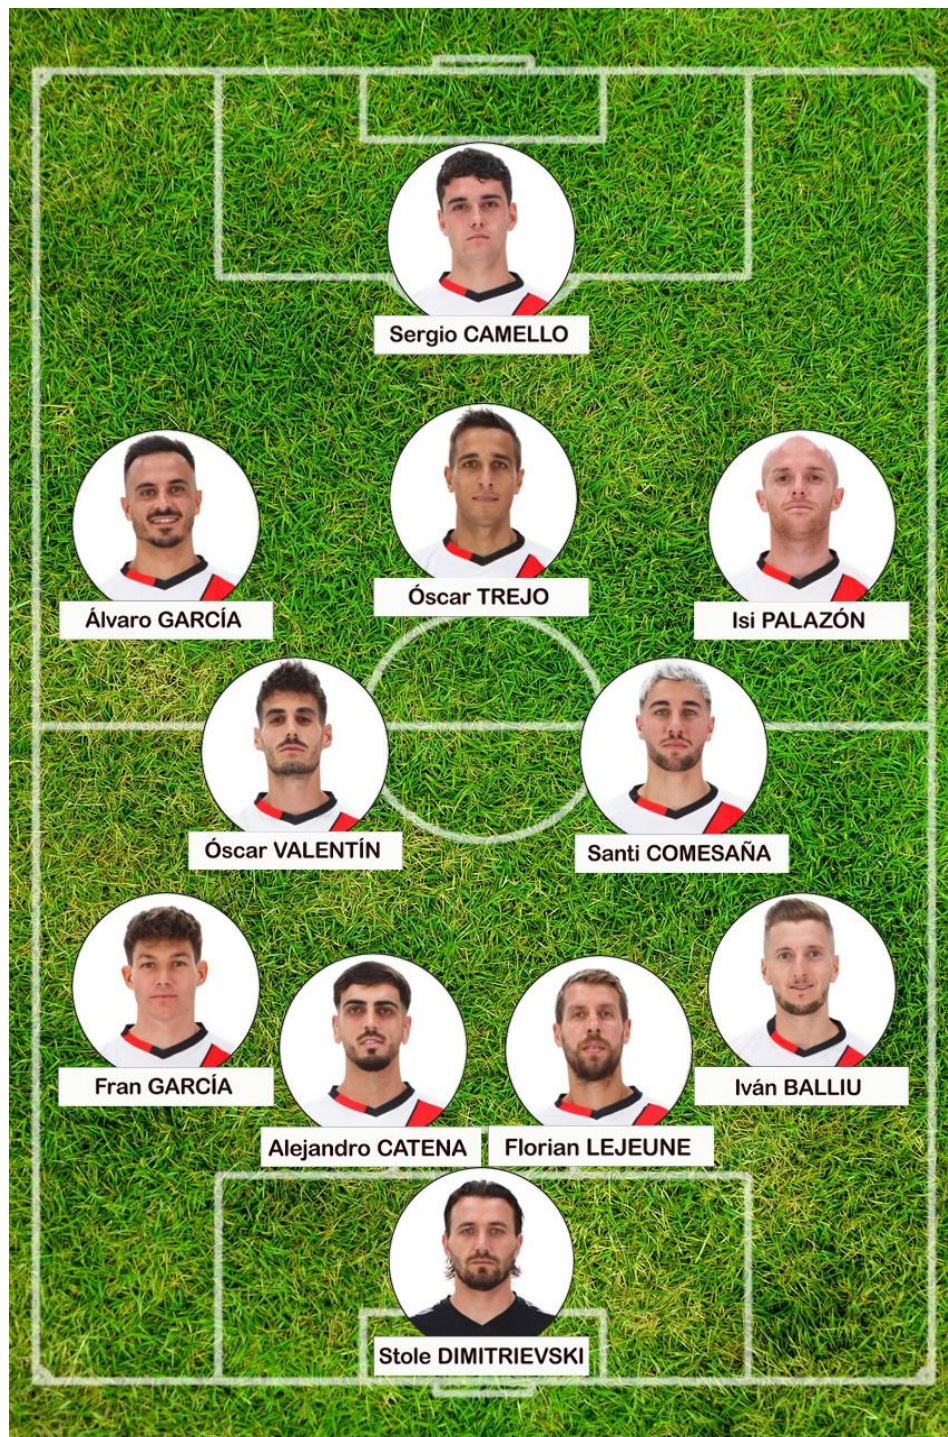 Sergio CAMELLO
Álvaro GARCÍA
Óscar TREJO
Isi PALAZÓN
Óscar VALENTÍN
Santi COMESAÑA
Fran GARCÍA
Alejandro CATENA
Florian LEJEUNE
Iván BALLIU
Stole DIMITRIEVSKI